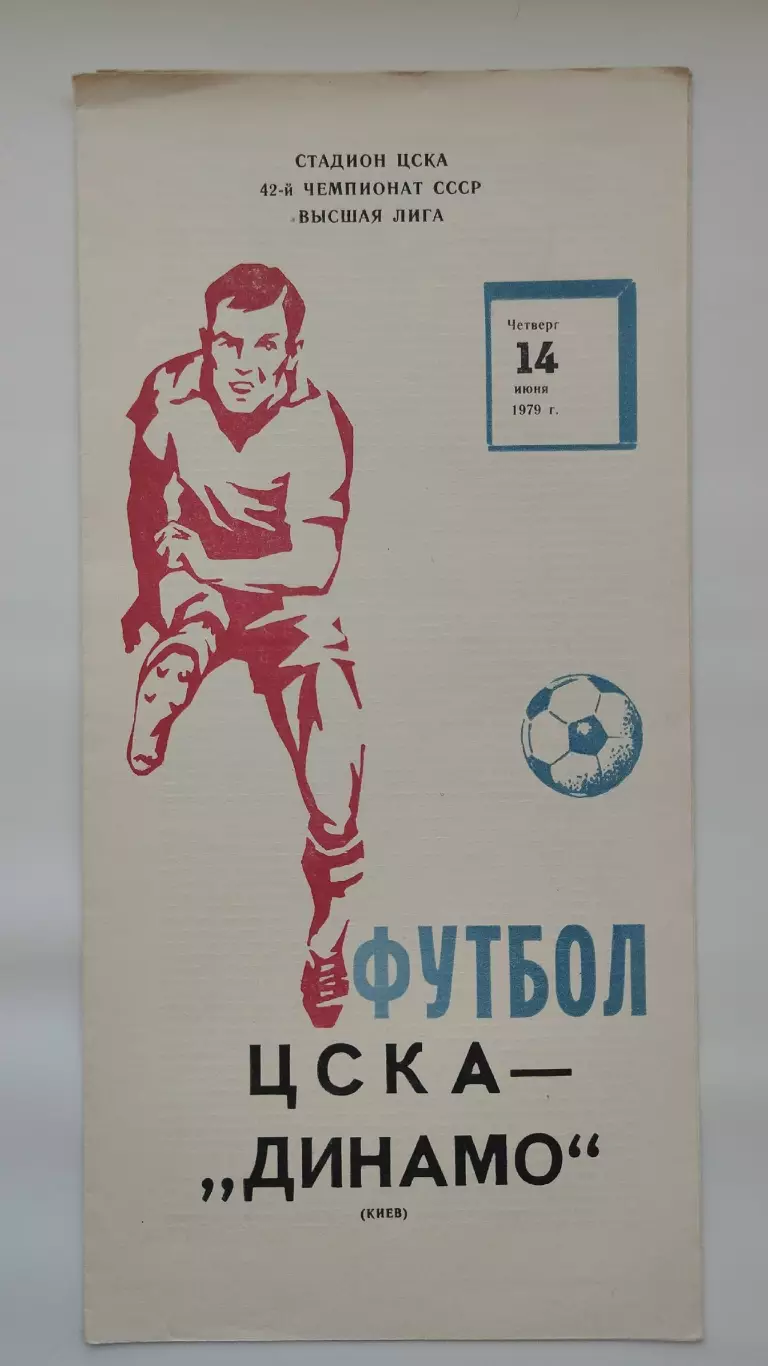 СТАДИОН ЦСКА
42-й ЧЕМПИОНАТ СССР
ВЫСШАЯ ЛИГА
Четверг
14
июня
1979 г.
ФУТБОЛ
ЦСКА—
„ДИНАМО“
(КИЕВ)